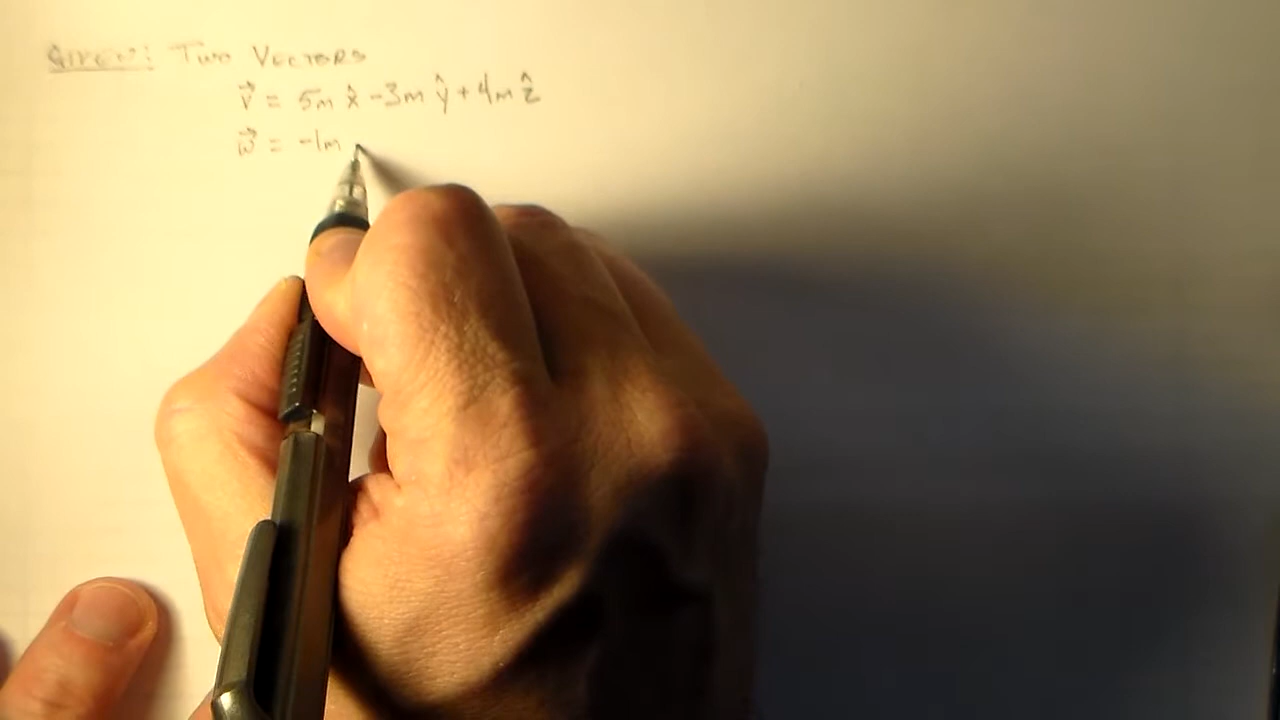 GIVEN: TWO VECTORS
v⃗ = 5m x̂ -3m ŷ + 4m ẑ
w⃗ = -1m